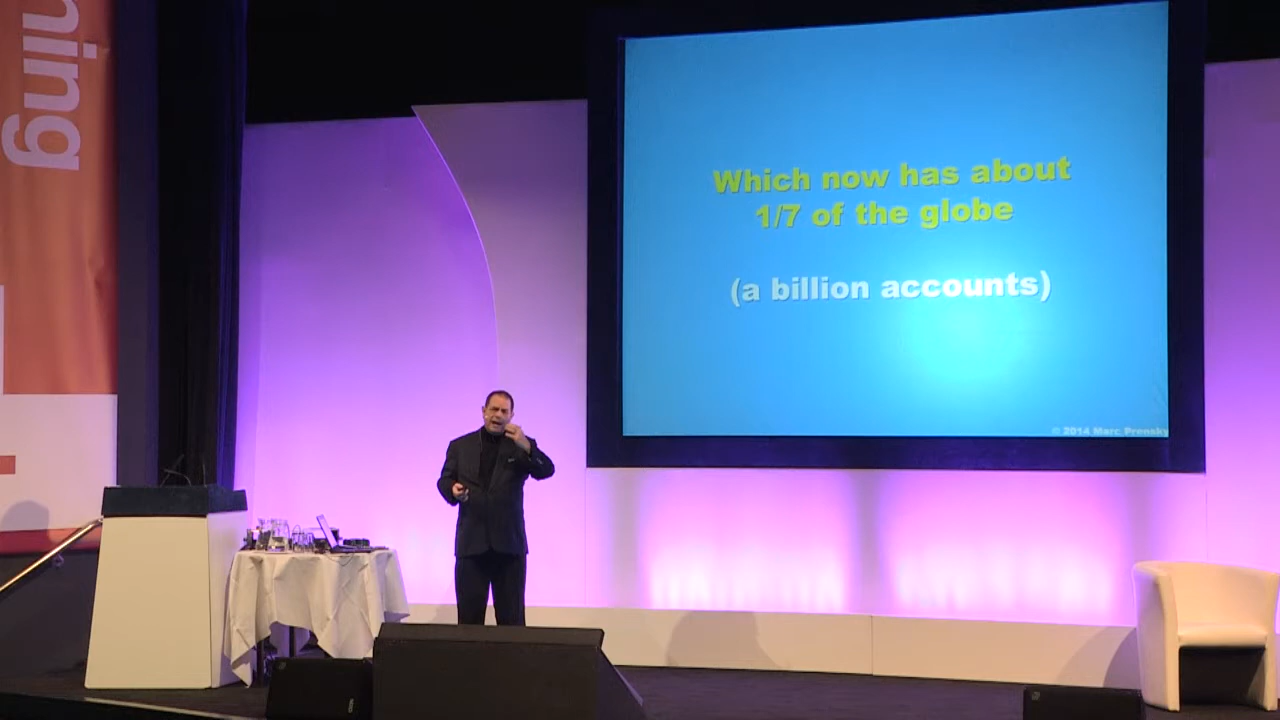 ning
Which now has about
1/7 of the globe
(a billion accounts)
© 2014 Marc Prensky